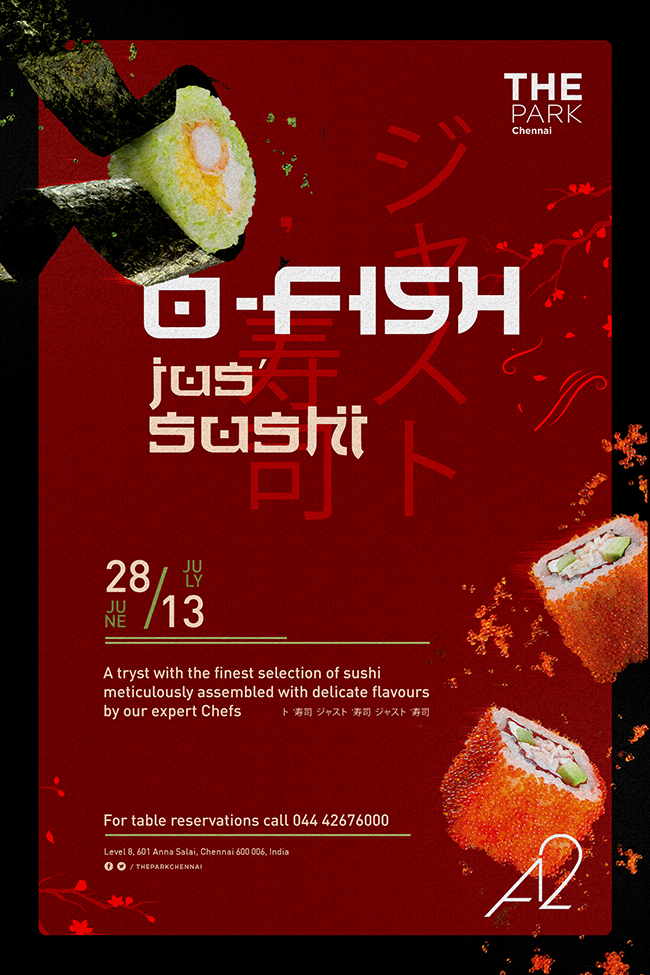 THE
PARK
Chennai
ジャスト
'寿司
O-FISH
jus'
sushi
28 JULY
JUNE 13
A tryst with the finest selection of sushi
meticulously assembled with delicate flavours
by our expert Chefs
ト '寿司 ジャスト '寿司 ジャスト '寿司
For table reservations call 044 42676000
Level 8, 601 Anna Salai, Chennai 600 006, India
/ THEPARKCHENNAI
A2